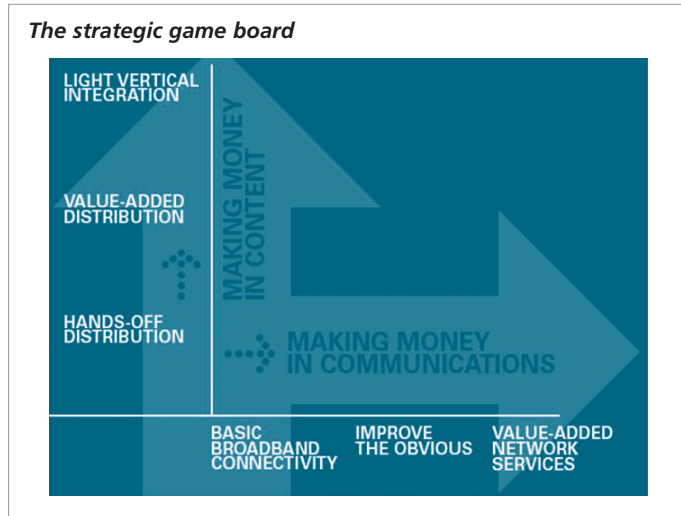 The strategic game board
LIGHT VERTICAL
INTEGRATION
VALUE-ADDED
DISTRIBUTION
HANDS-OFF
DISTRIBUTION
MAKING MONEY
IN CONTENT
MAKING MONEY
IN COMMUNICATIONS
BASIC
BROADBAND
CONNECTIVITY
IMPROVE
THE OBVIOUS
VALUE-ADDED
NETWORK
SERVICES